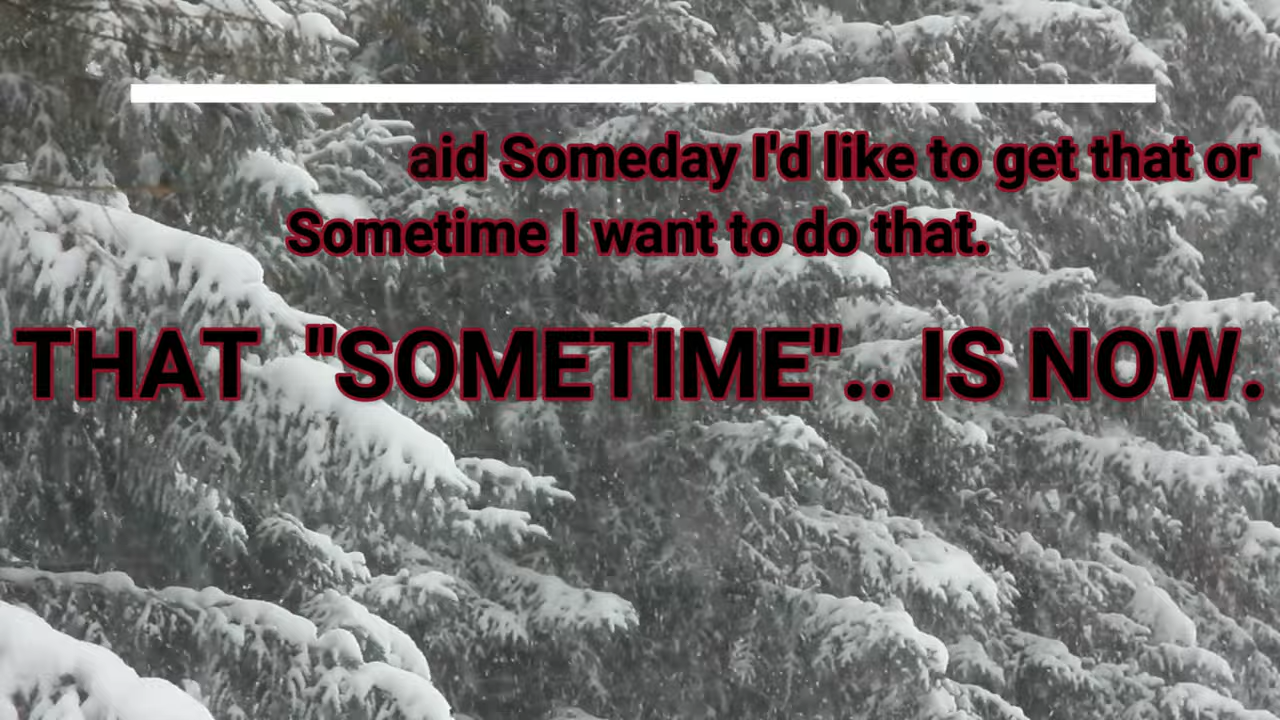 aid Someday I'd like to get that or
Sometime I want to do that.
THAT "SOMETIME".. IS NOW.